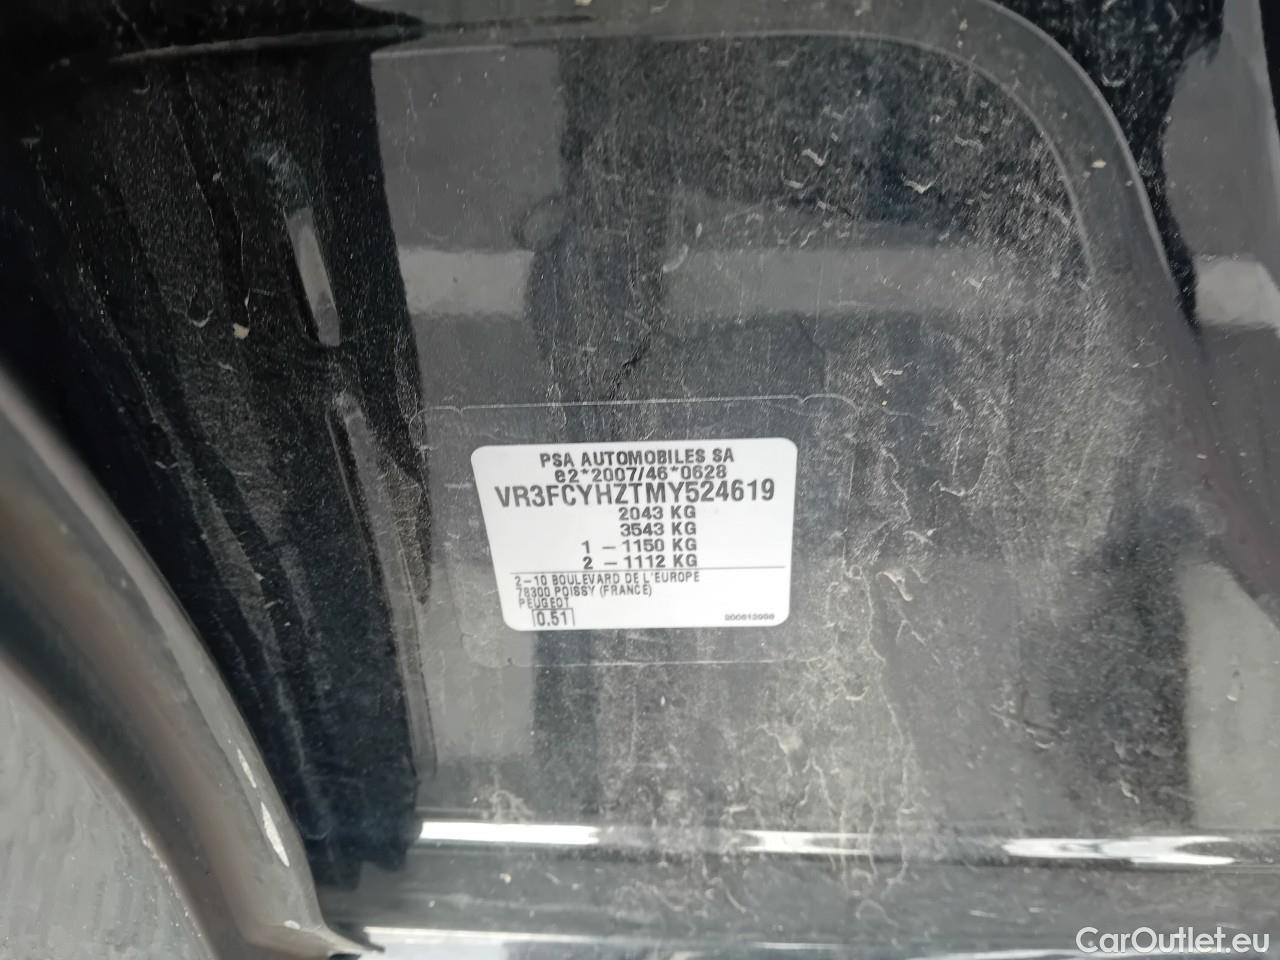 PSA AUTOMOBILES SA
e2*2007/46*0628
VR3FCYHZTMY524619
2043 KG
3543 KG
1 - 1150 KG
2 - 1112 KG
2-10 BOULEVARD DE L'EUROPE
78300 POISSY (FRANCE)
PEUGEOT
0.51
CarOutlet.eu